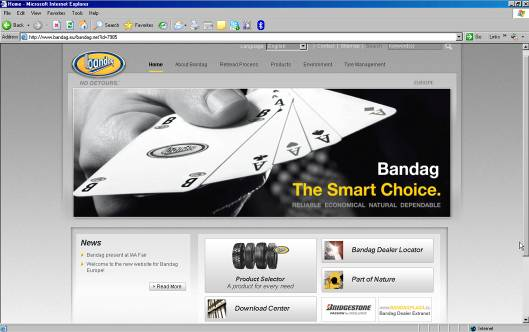 Home - Microsoft Internet Explorer
File Edit View Favorites Tools Help
Back Search Favorites
Address http://www.bandag.eu/bandag.net?id=7905 Go Links
Language: English Contact Sitemap Search
bandag
NO DETOURS.
Home About Bandag Retread Process Products Environment Tyre Management
EUROPE
A
A
A
A
B
B
B
bandag
Bandag
The Smart Choice.
RELIABLE ECONOMICAL NATURAL DEPENDABLE
News
Bandag present at IAA Fair
Welcome to the new website for Bandag
Europe!
Read More
Product Selector
A product for every need
Download Center
Bandag Dealer Locator
Part of Nature
BRIDGESTONE
Bandag Dealer Extranet
Internet